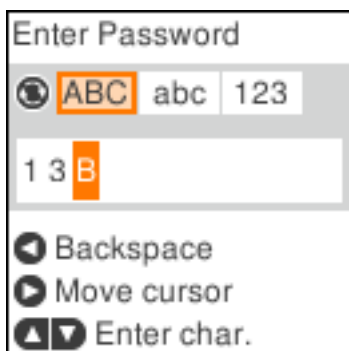 Enter Password
ABC abc 123
1 3 B
Backspace
Move cursor
Enter char.